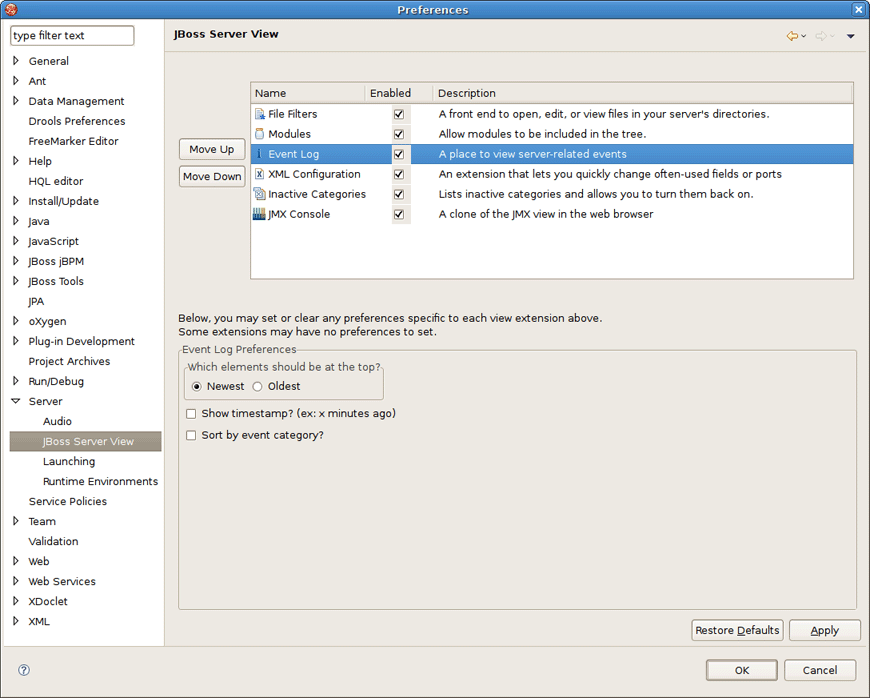 Preferences
type filter text
General
Ant
Data Management
Drools Preferences
FreeMarker Editor
Help
HQL editor
Install/Update
Java
JavaScript
JBoss jBPM
JBoss Tools
JPA
oXygen
Plug-in Development
Project Archives
Run/Debug
Server
Audio
JBoss Server View
Launching
Runtime Environments
Service Policies
Team
Validation
Web
Web Services
XDoclet
XML
JBoss Server View
Move Up
Move Down
Name Enabled Description
File Filters A front end to open, edit, or view files in your server's directories.
Modules Allow modules to be included in the tree.
Event Log A place to view server-related events
XML Configuration An extension that lets you quickly change often-used fields or ports
Inactive Categories Lists inactive categories and allows you to turn them back on.
JMX Console A clone of the JMX view in the web browser
Below, you may set or clear any preferences specific to each view extension above.
Some extensions may have no preferences to set.
Event Log Preferences
Which elements should be at the top?
Newest Oldest
Show timestamp? (ex: x minutes ago)
Sort by event category?
Restore Defaults Apply
OK Cancel